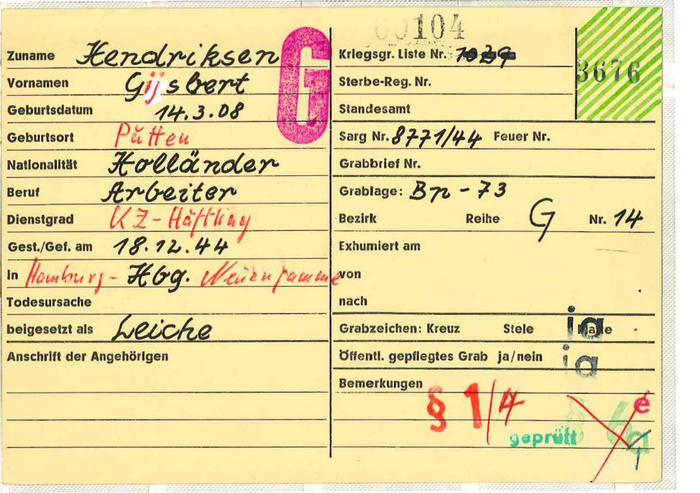 Zuname Hendriksen
Vornamen Gijsbert
Geburtsdatum 14.3.08
Geburtsort Putten
Nationalität Holländer
Beruf Arbeiter
Dienstgrad KZ-Häftling
Gest./Gef. am 18.12.44
in Hamburg- Hbg. Neuengamme
Todesursache
beigesetzt als Leiche
Anschrift der Angehörigen
G
104
Kriegsgr. Liste Nr. 1029
3676
Sterbe-Reg. Nr.
Standesamt
Sarg Nr. 8771/44 Feuer Nr.
Grabbrief Nr.
Grablage: Bp - 73
Bezirk Reihe G Nr. 14
Exhumiert am
von
nach
Grabzeichen: Kreuz Stele ja
Öffentl. gepflegtes Grab ja/nein ja
Bemerkungen
§ 1/4
geprüft
e